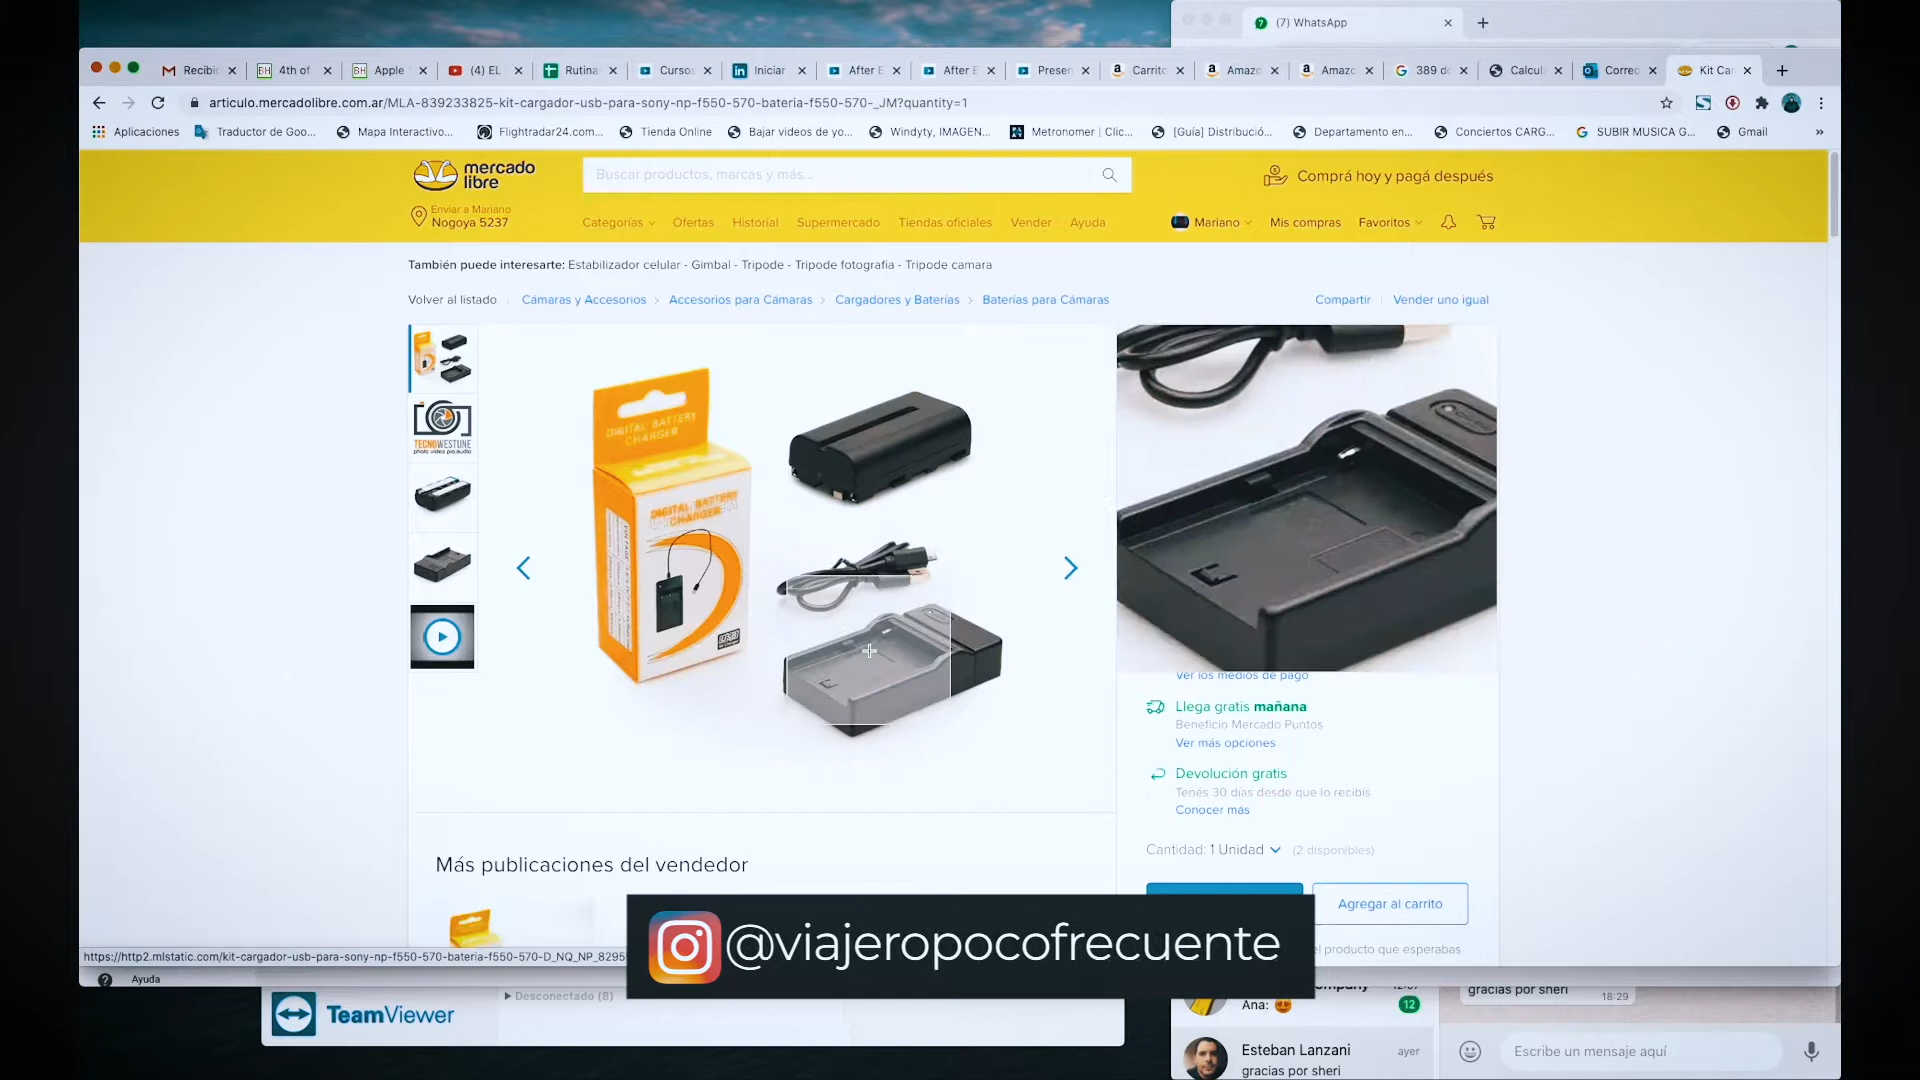 (7) WhatsApp
Recibic
4th of
Apple
(4) EL
Rutina
Cursos
Iniciar
After E
After E
Presen
Carrito
Amazo
Amazo
389 do
Calcula
Correo
Kit Car
articulo.mercadolibre.com.ar/MLA-839233825-kit-cargador-usb-para-sony-np-f550-570-bateria-f550-570-_JM?quantity=1
Aplicaciones
Traductor de Goo...
Mapa Interactivo...
Flightradar24.com...
Tienda Online
Bajar videos de yo...
Windyty, IMAGEN...
Metronomer | Clic...
[Guía] Distribució...
Departamento en...
Conciertos CARG...
SUBIR MUSICA G...
Gmail
»
mercado
libre
Buscar productos, marcas y más...
Comprá hoy y pagá después
Enviar a Mariano
Nogoya 5237
Categorías
Ofertas
Historial
Supermercado
Tiendas oficiales
Vender
Ayuda
Mariano
Mis compras
Favoritos
También puede interesarte: Estabilizador celular - Gimbal - Tripode - Tripode fotografia - Tripode camara
Volver al listado
Cámaras y Accesorios > Accesorios para Cámaras > Cargadores y Baterías > Baterías para Cámaras
Compartir
Vender uno igual
TECNOWESTUNE
photo video pro audio
DIGITAL BATTERY
CHARGER
DIGITAL BATTERY
CHARGER
Ver los medios de pago
Llega gratis mañana
Beneficio Mercado Puntos
Ver más opciones
Devolución gratis
Tenés 30 días desde que lo recibís
Conocer más
Cantidad: 1 Unidad (2 disponibles)
Más publicaciones del vendedor
Agregar al carrito
el producto que esperabas
@viajeropocofrecuente
https://http2.mlstatic.com/kit-cargador-usb-para-sony-np-f550-570-bateria-f550-570-D_NQ_NP_8295
Ayuda
Desconectado (8)
TeamViewer
Ana:
12
gracias por sheri
18:29
Esteban Lanzani
ayer
gracias por sheri
Escribe un mensaje aquí